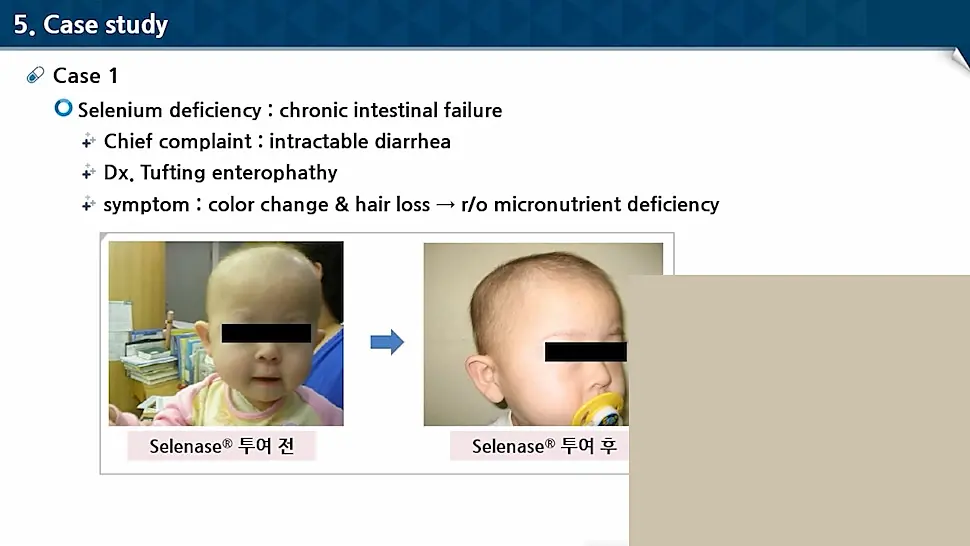 5. Case study
Case 1
Selenium deficiency : chronic intestinal failure
Chief complaint : intractable diarrhea
Dx. Tufting enterophathy
symptom : color change & hair loss → r/o micronutrient deficiency
Selenase® 투여 전
Selenase® 투여 후